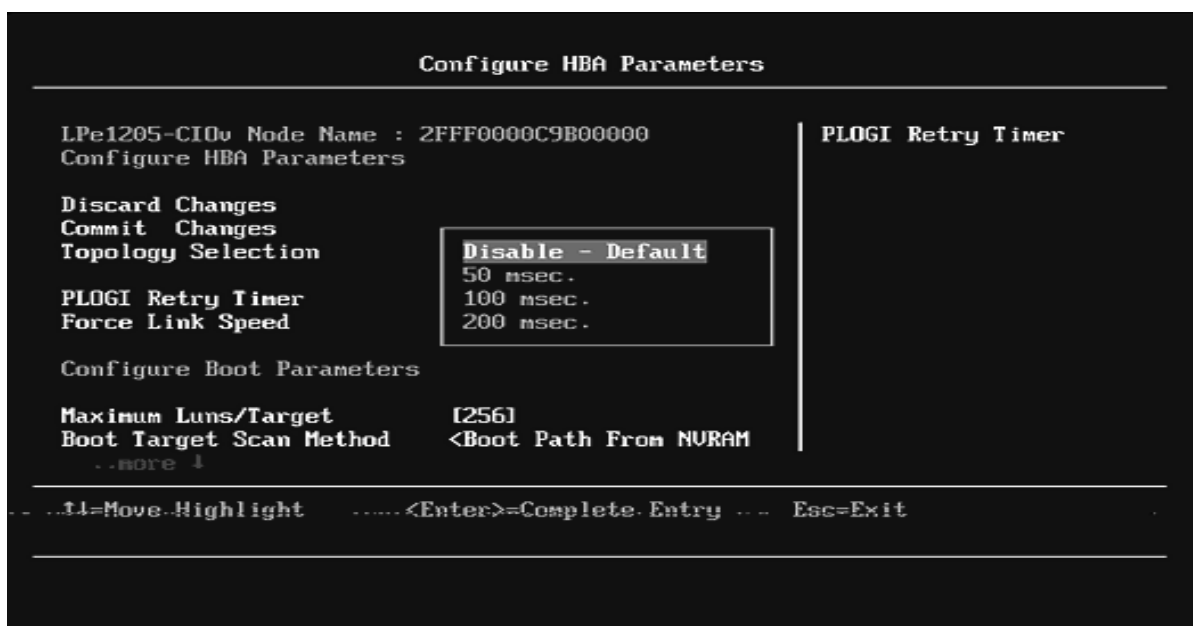 Configure HBA Parameters
LPe1205-CIOv Node Name : 2FFF0000C9B00000
Configure HBA Parameters
PLOGI Retry Timer
Discard Changes
Commit Changes
Topology Selection
Disable - Default
50 msec.
100 msec.
200 msec.
PLOGI Retry Timer
Force Link Speed
Configure Boot Parameters
Maximum Luns/Target [256]
Boot Target Scan Method <Boot Path From NVRAM
..more ↓
↑↓=Move Highlight <Enter>=Complete Entry Esc=Exit